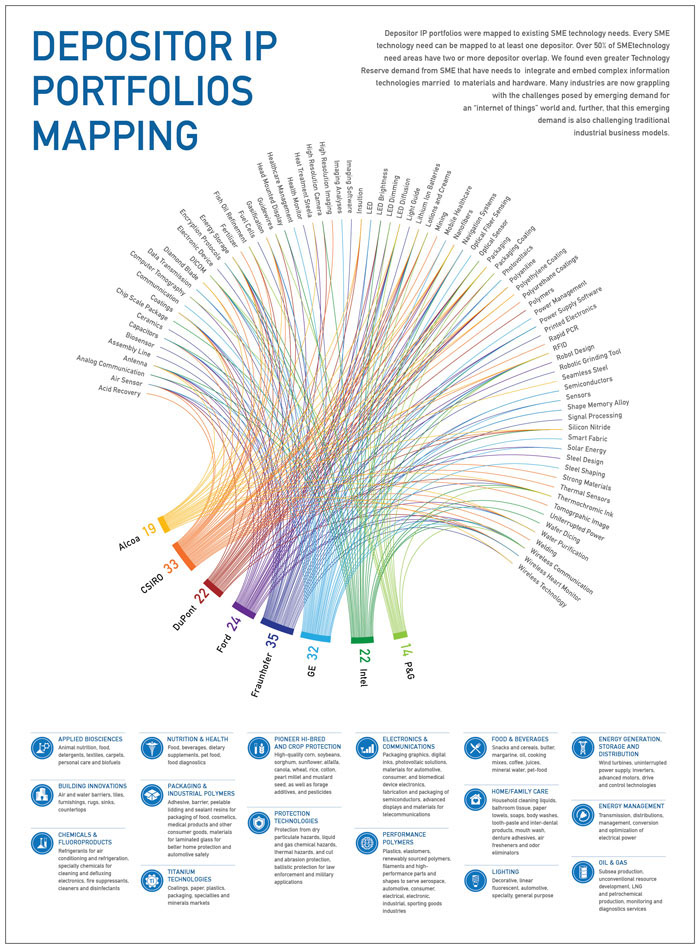 DEPOSITOR IP
PORTFOLIOS
MAPPING
Depositor IP portfolios were mapped to existing SME technology needs. Every SME
technology need can be mapped to at least one depositor. Over 50% of SMEtechnology
need areas have two or more depositor overlap. We found even greater Technology
Reserve demand from SME that have needs to integrate and embed complex information
technologies married to materials and hardware. Many industries are now grappling
with the challenges posed by emerging demand for
an "internet of things" world and, further, that this emerging
demand is also challenging traditional
industrial business models.
Acid Recovery
Air Sensor
Analog Communication
Antenna
Assembly Line
Biosensor
Capacitors
Ceramics
Chip Scale Package
Coatings
Communication
Computer Tomography
Data Transmission
Diamond Blade
DICOM
Electronic Device
Encryption Protocols
Energy Storage
Fertilizer
Fish Oil Refinement
Fuel Cells
Gasification
Guidewires
Head Mounted Display
Healthcare Management
Health Monitor
Heat Treatment Steels
High Resolution Camera
High Resolution Imaging
Imaging Analyses
Imaging Software
Insultion
LED
LED Brightness
LED Dimming
LED Diffusion
Light Guide
Lithium Ion Batteries
Lotions and Creams
Mixing
Mobile Healthcare
Nanofibers
Navigation Systems
Optical Fiber Sensing
Optical Sensor
Packaging
Packaging Coating
Photovoltaics
Polyaniline
Polyethylene Coating
Polyurethane Coatings
Polymers
Power Management
Power Supply Software
Printed Electronics
Rapid PCR
RFID
Robot Design
Robotic Grinding Tool
Seamless Steel
Semiconductors
Sensors
Shape Memory Alloy
Signal Processing
Silicon Nitride
Smart Fabric
Solar Energy
Steel Design
Steel Shaping
Strong Materials
Thermal Sensors
Thermochromic Ink
Tomographic Image
Uninterrupted Power
Wafer Dicing
Water Purification
Welding
Wireless Communication
Wireless Heart Monitor
Wireless Technology
Alcoa 19
CSIRO 33
DuPont 22
Ford 24
Fraunhofer 35
GE 32
22 Intel
14 P&G
APPLIED BIOSCIENCES
Animal nutrition, food,
detergents, textiles, carpets,
personal care and biofuels
BUILDING INNOVATIONS
Air and water barriers, tiles,
furnishings, rugs, sinks,
countertops
CHEMICALS &
FLUOROPRODUCTS
Refrigerants for air
conditioning and refrigeration,
specialty chemicals for
cleaning and defluxing
electronics, fire suppressants,
cleaners and disinfectants
NUTRITION & HEALTH
Food, beverages, dietary
supplements, pet food,
food diagnostics
PACKAGING &
INDUSTRIAL POLYMERS
Adhesive, barrier, peelable
lidding and sealant resins for
packaging of food, cosmetics,
medical products and other
consumer goods, materials
for laminated glass for
better home protection and
automotive safety
TITANIUM
TECHNOLOGIES
Coatings, paper, plastics,
packaging, specialties and
minerals markets
PIONEER HI-BRED
AND CROP PROTECTION
High-quality corn, soybeans,
sorghum, sunflower, alfalfa,
canola, wheat, rice, cotton,
pearl millet and mustard
seed, as well as forage
additives, and pesticides
PROTECTION
TECHNOLOGIES
Protection from dry
particulate hazards, liquid
and gas chemical hazards,
thermal hazards, and cut
and abrasion protection,
ballistic protection for law
enforcement and military
applications
ELECTRONICS &
COMMUNICATIONS
Packaging graphics, digital
inks, photovoltaic solutions,
materials for automotive,
consumer, and biomedical
device electronics,
fabrication and packaging of
semiconductors, advanced
displays and materials for
telecommunications
PERFORMANCE
POLYMERS
Plastics, elastomers,
renewably sourced polymers,
filaments and high-
performance parts and
shapes to serve aerospace,
automotive, consumer,
electrical, electronic,
industrial, sporting goods
industries
FOOD & BEVERAGES
Snacks and cereals, butter,
margarine, oil, cooking
mixes, coffee, juices,
mineral water, pet-food
HOME/FAMILY CARE
Household cleaning liquids,
bathroom tissue, paper
towels, soaps, body washes,
tooth-paste and inter-dental
products, mouth wash,
denture adhesives, air
fresheners and odor
eliminators
LIGHTING
Decorative, linear
fluorescent, automotive,
specialty, general purpose
ENERGY GENERATION,
STORAGE AND
DISTRIBUTION
Wind turbines, uninterrupted
power supply, inverters,
advanced motors, drive
and control technologies
ENERGY MANAGEMENT
Transmission, distributions,
management, conversion
and optimization of
electrical power
OIL & GAS
Subsea production,
unconventional resource
development, LNG
and petrochemical
production, monitoring and
diagnostics services